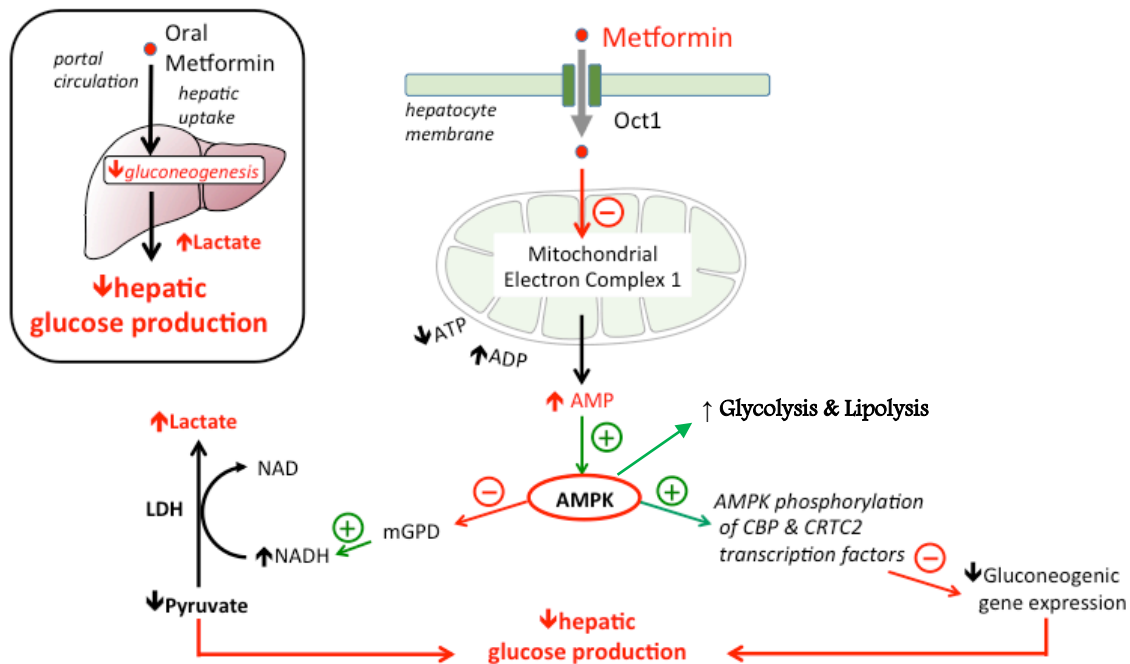 Oral
Metformin
portal
circulation
hepatic
uptake
↓gluconeogenesis
↑Lactate
↓hepatic
glucose production
Metformin
hepatocyte
membrane
Oct1
−
Mitochondrial
Electron Complex 1
↓ATP
↑ADP
↑ AMP
+
↑ Glycolysis & Lipolysis
AMPK
−
+
mGPD
+
AMPK phosphorylation
of CBP & CRTC2
transcription factors
−
↓Gluconeogenic
gene expression
↑Lactate
NAD
LDH
↑NADH
↓Pyruvate
↓hepatic
glucose production